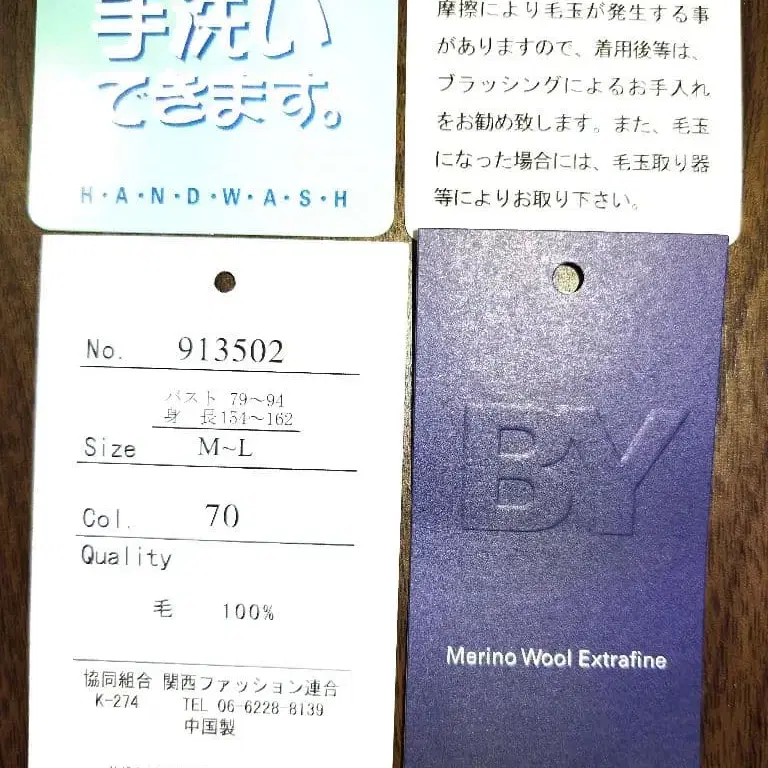 手洗い
できます。
H・A・N・D・W・A・S・H
摩擦により毛玉が発生する事
がありますので、着用後等は、
ブラッシングによるお手入れ
をお勧め致します。また、毛玉
になった場合には、毛玉取り器
等によりお取り下さい。
No. 913502
バスト 79〜94
身 長154〜162
Size M~L
Col. 70
Quality
毛 100%
協同組合 関西ファッション連合
K-274 TEL 06-6228-8139
中国製
BY
Merino Wool Extrafine